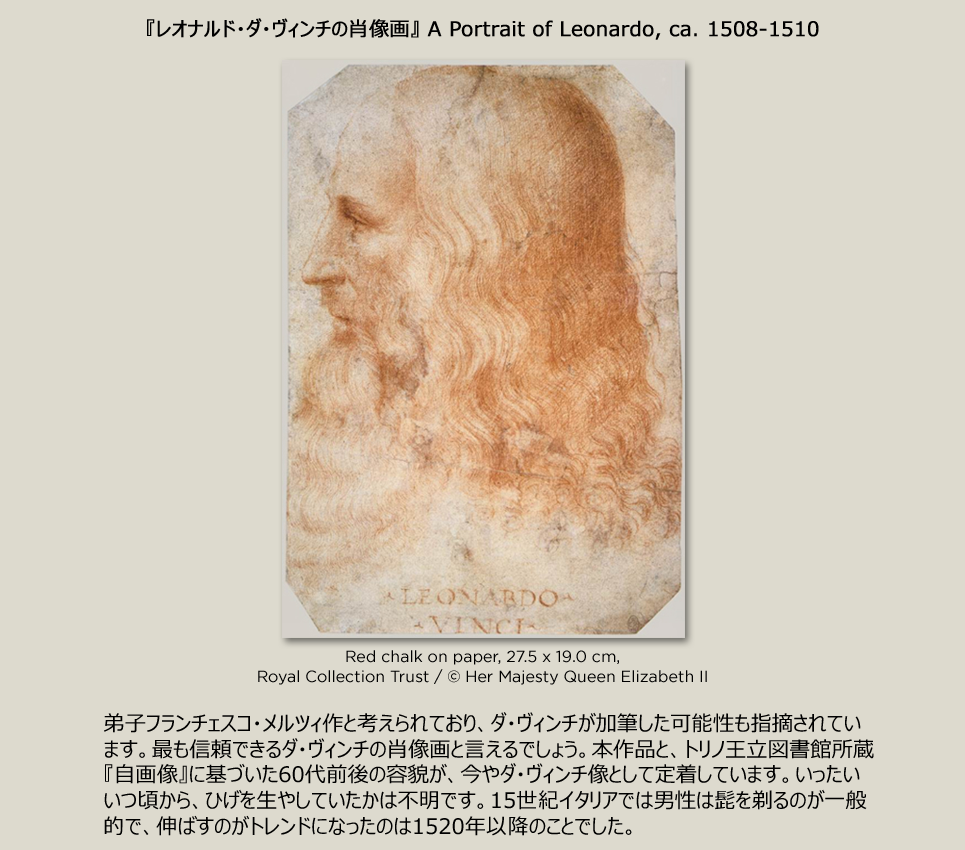 『レオナルド・ダ・ヴィンチの肖像画』 A Portrait of Leonardo, ca. 1508-1510
LEONARDO
VINCI
Red chalk on paper, 27.5 x 19.0 cm,
Royal Collection Trust / © Her Majesty Queen Elizabeth II
弟子フランチェスコ・メルツィ作と考えられており、ダ・ヴィンチが加筆した可能性も指摘されてい
ます。最も信頼できるダ・ヴィンチの肖像画と言えるでしょう。本作品と、トリノ王立図書館所蔵
『自画像』に基づいた60代前後の容貌が、今やダ・ヴィンチ像として定着しています。いったい
いつ頃から、ひげを生やしていたかは不明です。15世紀イタリアでは男性は髭を剃るのが一般
的で、伸ばすのがトレンドになったのは1520年以降のことでした。